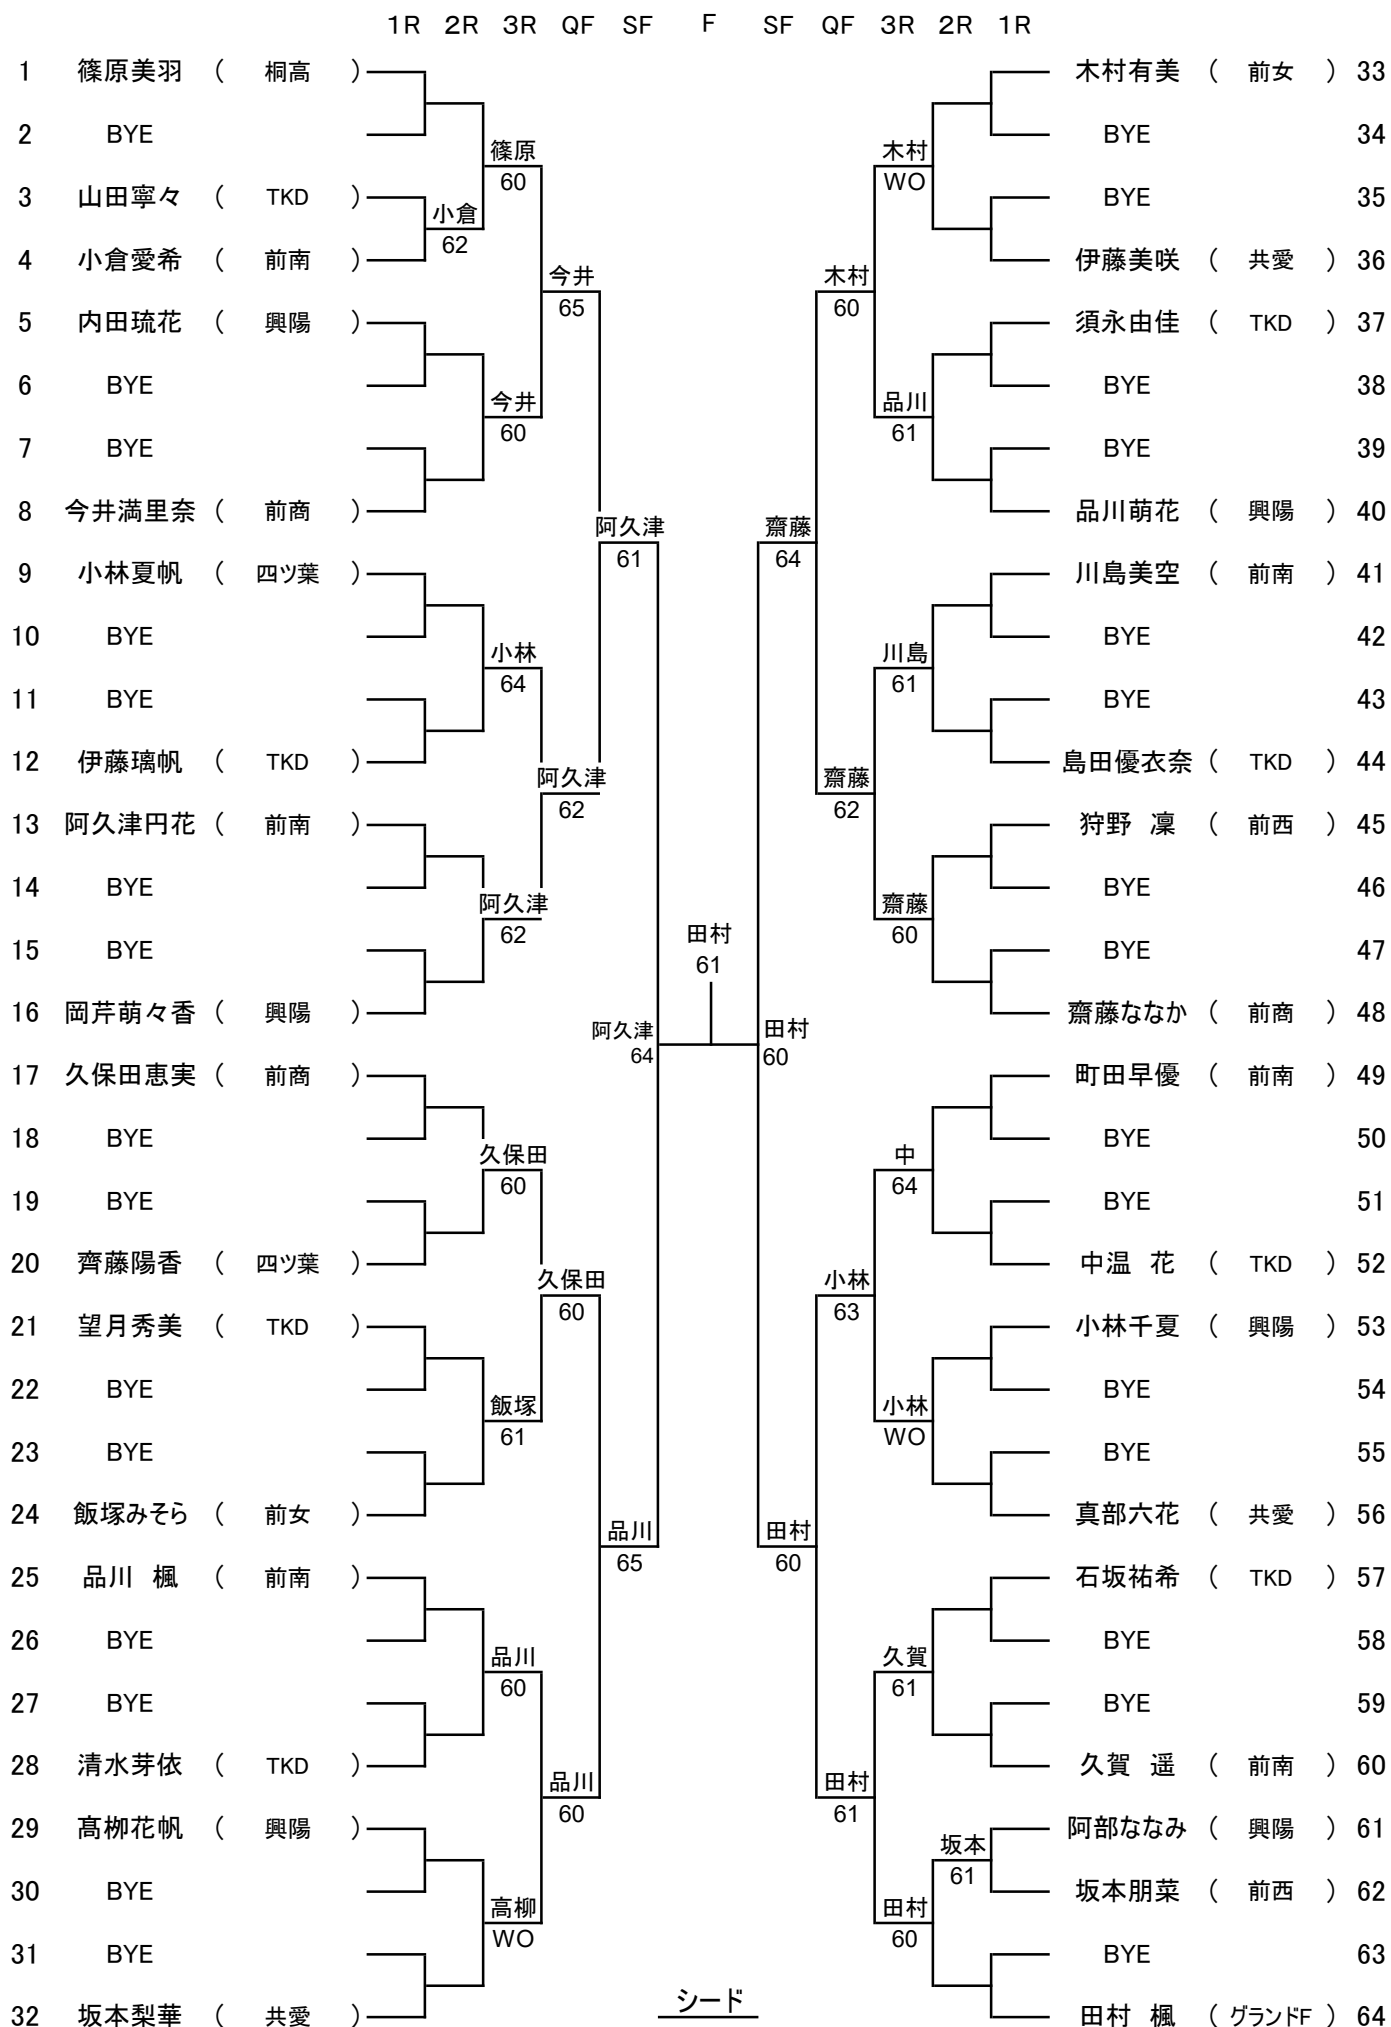 1R 2R 3R QF SF F SF QF 3R 2R 1R
1 篠原美羽 ( 桐高 ) 木村有美 ( 前女 ) 33
2 BYE BYE 34
篠原 木村
60 WO
3 山田寧々 ( TKD ) BYE 35
小倉
62
4 小倉愛希 ( 前南 ) 伊藤美咲 ( 共愛 ) 36
今井 木村
65 60
5 内田琉花 ( 興陽 ) 須永由佳 ( TKD ) 37
6 BYE BYE 38
今井 品川
60 61
7 BYE BYE 39
8 今井満里奈 ( 前商 ) 品川萌花 ( 興陽 ) 40
阿久津 齋藤
61 64
9 小林夏帆 ( 四ツ葉 ) 川島美空 ( 前南 ) 41
10 BYE BYE 42
小林 川島
64 61
11 BYE BYE 43
12 伊藤璃帆 ( TKD ) 島田優衣奈 ( TKD ) 44
阿久津 齋藤
62 62
13 阿久津円花 ( 前南 ) 狩野 凜 ( 前西 ) 45
14 BYE BYE 46
阿久津 齋藤
62 60
田村
61
15 BYE BYE 47
16 岡芹萌々香 ( 興陽 ) 齋藤ななか ( 前商 ) 48
阿久津 田村
64 60
17 久保田恵実 ( 前商 ) 町田早優 ( 前南 ) 49
18 BYE BYE 50
久保田 中
60 64
19 BYE BYE 51
20 齊藤陽香 ( 四ツ葉 ) 中温 花 ( TKD ) 52
久保田 小林
60 63
21 望月秀美 ( TKD ) 小林千夏 ( 興陽 ) 53
22 BYE BYE 54
飯塚 小林
61 WO
23 BYE BYE 55
24 飯塚みそら ( 前女 ) 真部六花 ( 共愛 ) 56
品川 田村
65 60
25 品川 楓 ( 前南 ) 石坂祐希 ( TKD ) 57
26 BYE BYE 58
品川 久賀
60 61
27 BYE BYE 59
28 清水芽依 ( TKD ) 久賀 遥 ( 前南 ) 60
品川 田村
60 61
29 髙栁花帆 ( 興陽 ) 阿部ななみ ( 興陽 ) 61
坂本
61
30 BYE 坂本朋菜 ( 前西 ) 62
高柳 田村
WO 60
31 BYE BYE 63
シード
32 坂本梨華 ( 共愛 ) 田村 楓 ( グランドF ) 64